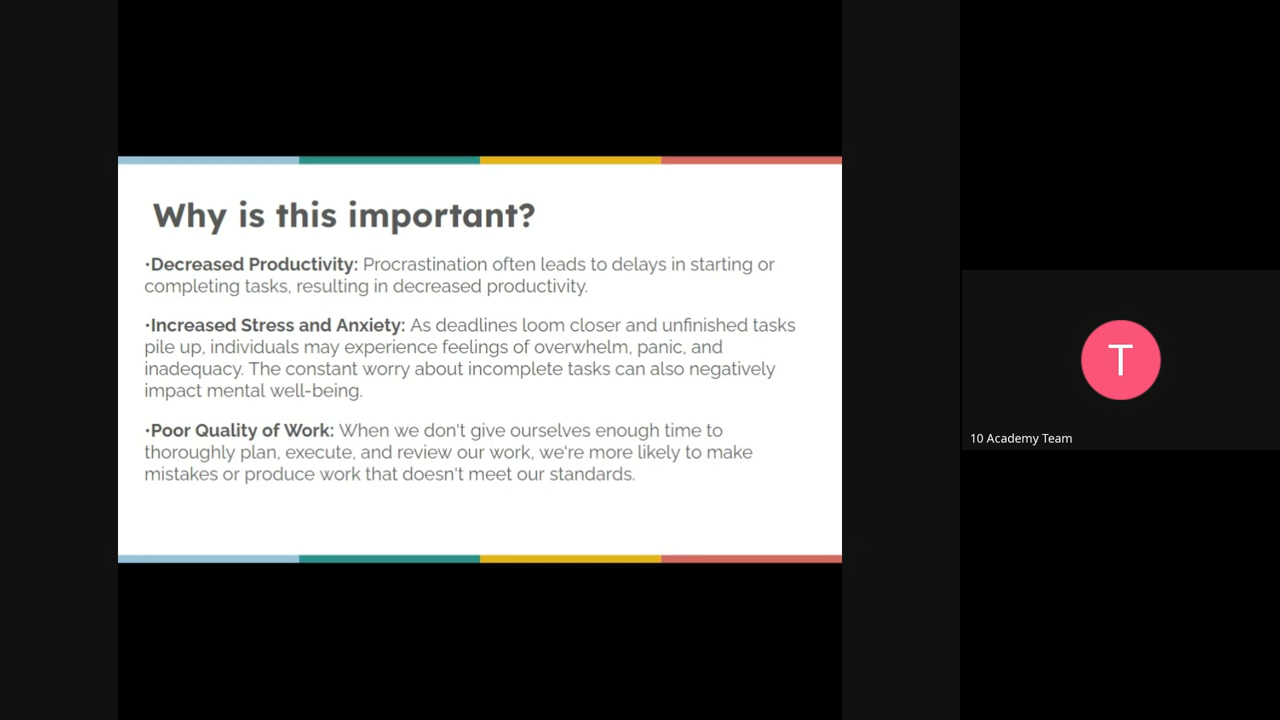 Why is this important?
•Decreased Productivity: Procrastination often leads to delays in starting or
completing tasks, resulting in decreased productivity.
•Increased Stress and Anxiety: As deadlines loom closer and unfinished tasks
pile up, individuals may experience feelings of overwhelm, panic, and
inadequacy. The constant worry about incomplete tasks can also negatively
impact mental well-being.
•Poor Quality of Work: When we don't give ourselves enough time to
thoroughly plan, execute, and review our work, we're more likely to make
mistakes or produce work that doesn't meet our standards.
T
10 Academy Team